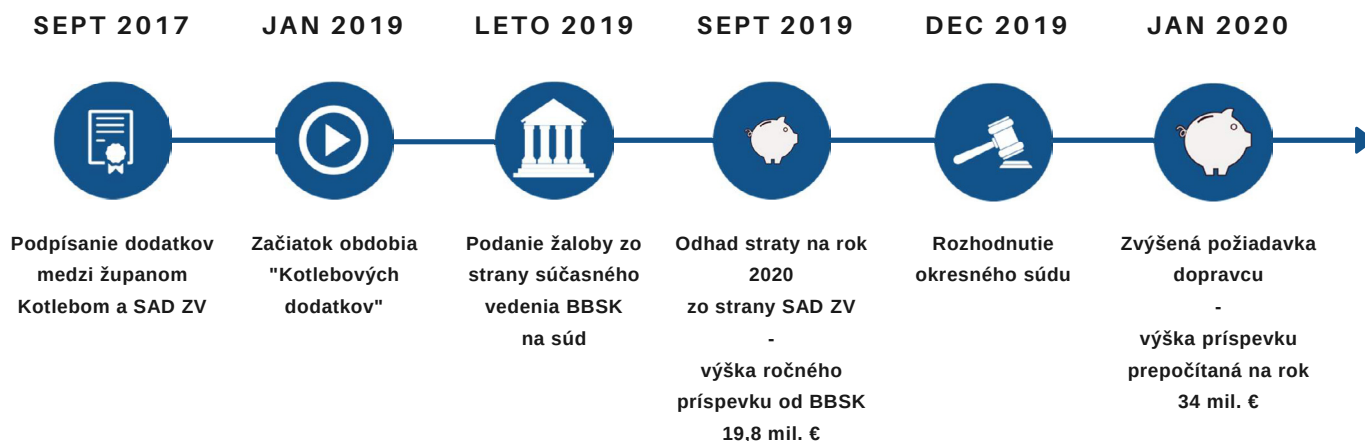 SEPT 2017
JAN 2019
LETO 2019
SEPT 2019
DEC 2019
JAN 2020
Podpísanie dodatkov
medzi županom
Kotlebom a SAD ZV
Začiatok obdobia
"Kotlebových
dodatkov"
Podanie žaloby zo
strany súčasného
vedenia BBSK
na súd
Odhad straty na rok
2020
zo strany SAD ZV
-
výška ročného
príspevku od BBSK
19,8 mil. €
Rozhodnutie
okresného súdu
Zvýšená požiadavka
dopravcu
-
výška príspevku
prepočítaná na rok
34 mil. €